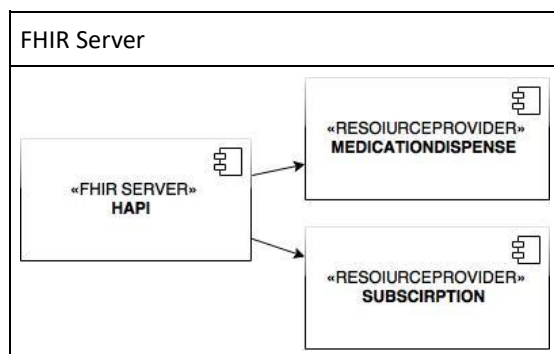 FHIR Server
«RESOIURCEPROVIDER»
MEDICATIONDISPENSE
«FHIR SERVER»
HAPI
«RESOIURCEPROVIDER»
SUBSCIRPTION